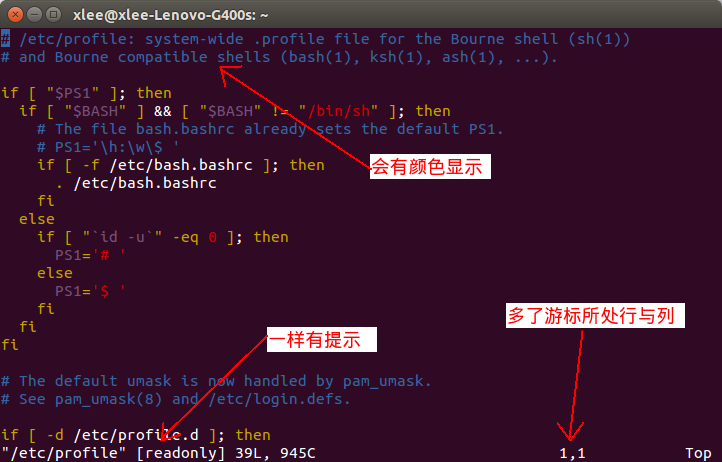 xlee@xlee-Lenovo-G400s: ~
# /etc/profile: system-wide .profile file for the Bourne shell (sh(1))
# and Bourne compatible shells (bash(1), ksh(1), ash(1), ...).
if [ "$PS1" ]; then
  if [ "$BASH" ] && [ "$BASH" != "/bin/sh" ]; then
    # The file bash.bashrc already sets the default PS1.
    # PS1='\h:\w\$ '
    if [ -f /etc/bash.bashrc ]; then
会有颜色显示
      . /etc/bash.bashrc
    fi
  else
    if [ "`id -u`" -eq 0 ]; then
      PS1='# '
    else
      PS1='$ '
    fi
多了游标所处行与列
  fi
一样有提示
fi
# The default umask is now handled by pam_umask.
# See pam_umask(8) and /etc/login.defs.
if [ -d /etc/profile.d ]; then
"/etc/profile" [readonly] 39L, 945C 1,1 Top